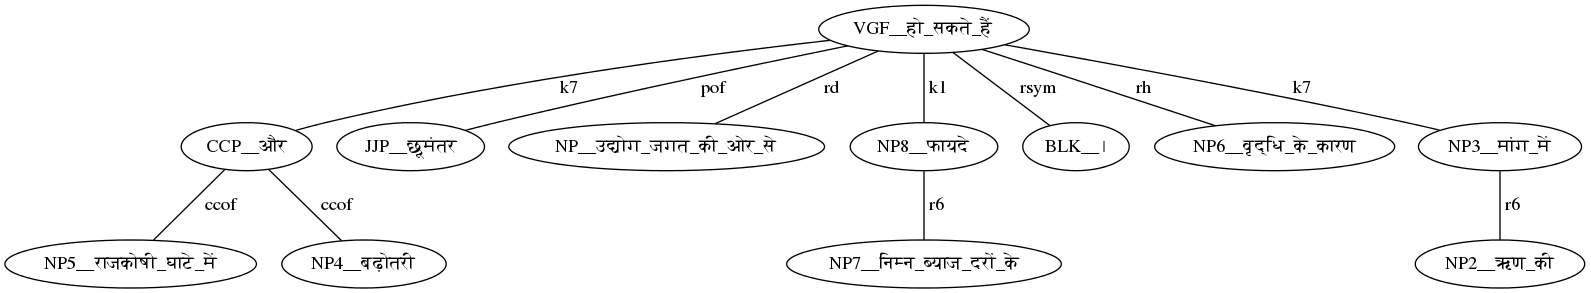 VGF__हो_सकते_हैं
k7 pof rd k1 rsym rh k7
CCP__और JJP__छूमंतर NP__उद्योग_जगत_की_ओर_से NP8__फायदे BLK__। NP6__वृद्धि_के_कारण NP3__मांग_में
ccof ccof r6 r6
NP5__राजकोषी_घाटे_में NP4__बढ़ोतरी NP7__निम्न_ब्याज_दरों_के NP2__ऋण_की